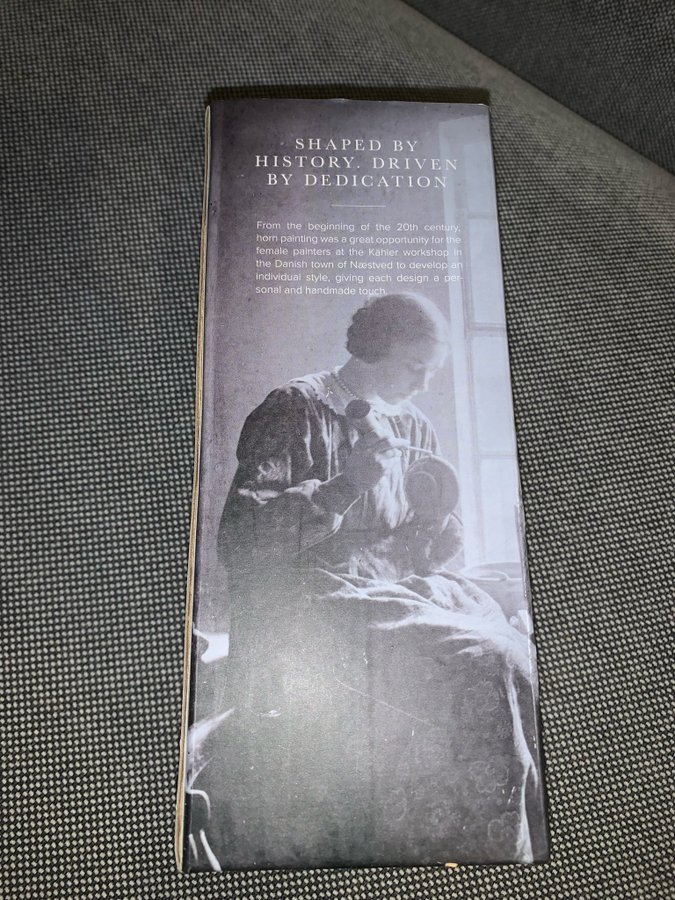 SHAPED BY
HISTORY. DRIVEN
BY DEDICATION
From the beginning of the 20th century,
horn painting was a great opportunity for the
female painters at the Kähler workshop in
the Danish town of Næstved to develop an
individual style, giving each design a per-
sonal and handmade touch.